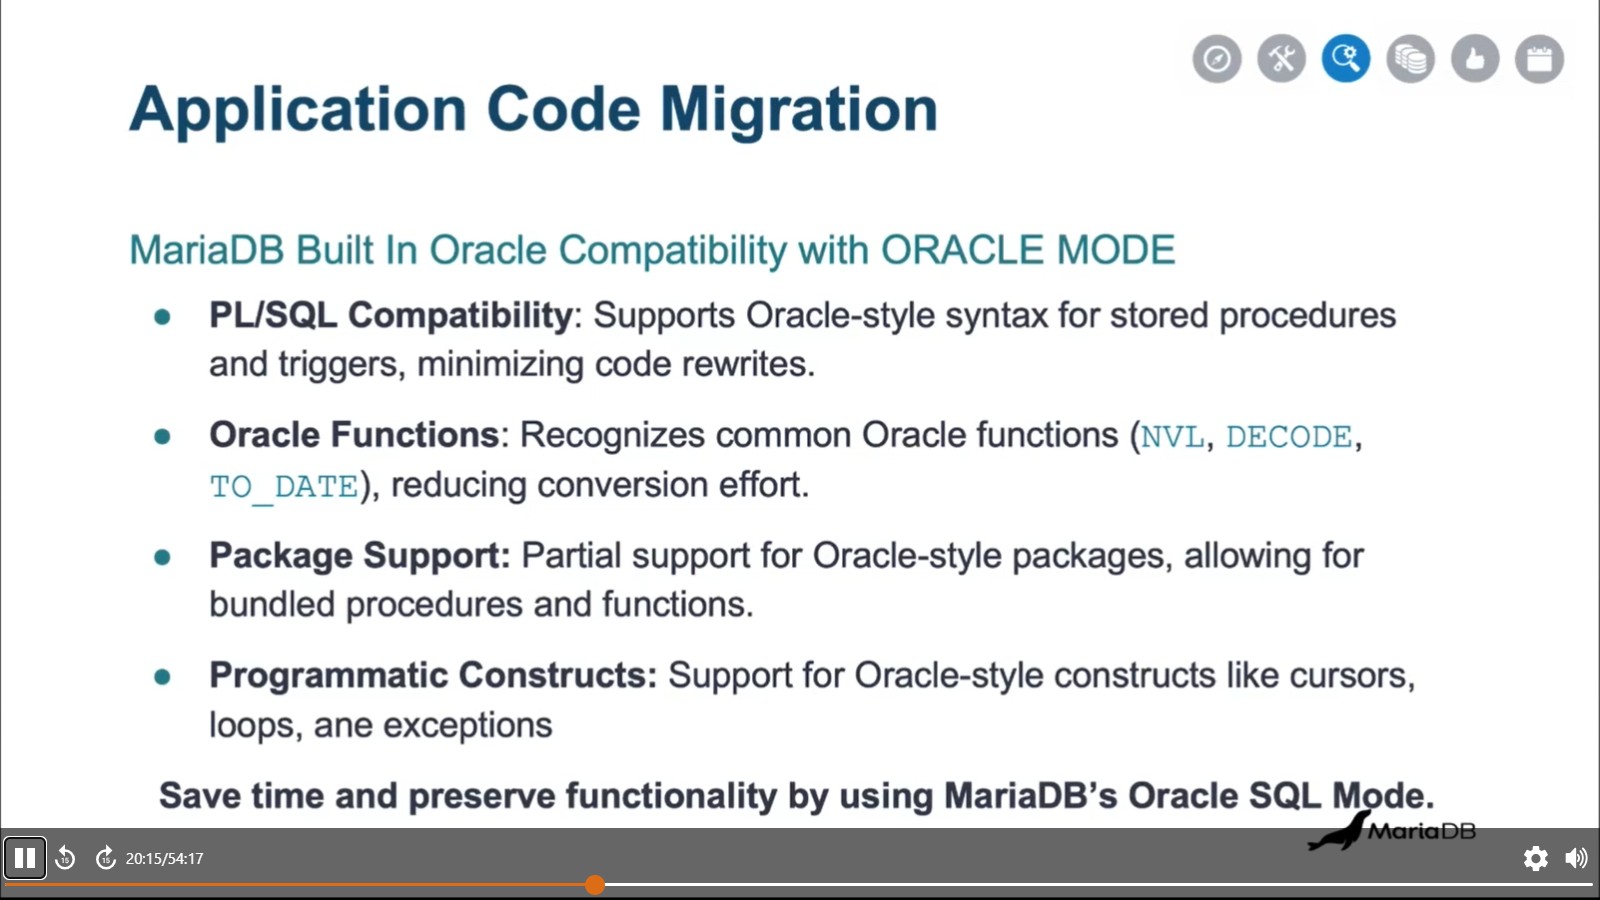 Application Code Migration
MariaDB Built In Oracle Compatibility with ORACLE MODE
● PL/SQL Compatibility: Supports Oracle-style syntax for stored procedures
and triggers, minimizing code rewrites.
● Oracle Functions: Recognizes common Oracle functions (NVL, DECODE,
TO_DATE), reducing conversion effort.
● Package Support: Partial support for Oracle-style packages, allowing for
bundled procedures and functions.
● Programmatic Constructs: Support for Oracle-style constructs like cursors,
loops, ane exceptions
Save time and preserve functionality by using MariaDB’s Oracle SQL Mode.
MariaDB
15 15 20:15/54:17